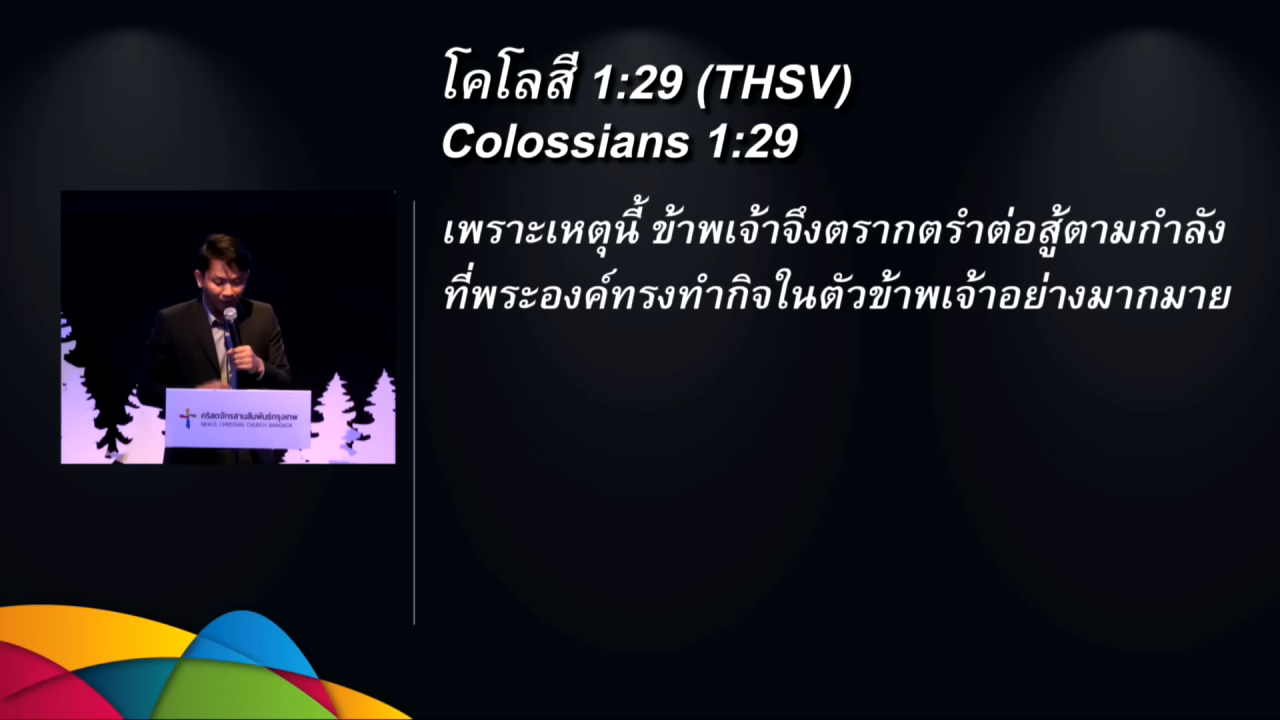 โคโลสี 1:29 (THSV)
Colossians 1:29
เพราะเหตุนี้ ข้าพเจ้าจึงตรากตรำต่อสู้ตามกำลัง
ที่พระองค์ทรงทำกิจในตัวข้าพเจ้าอย่างมากมาย
คริสตจักรสานสัมพันธ์กรุงเทพ
NEXUS CHRISTIAN CHURCH BANGKOK